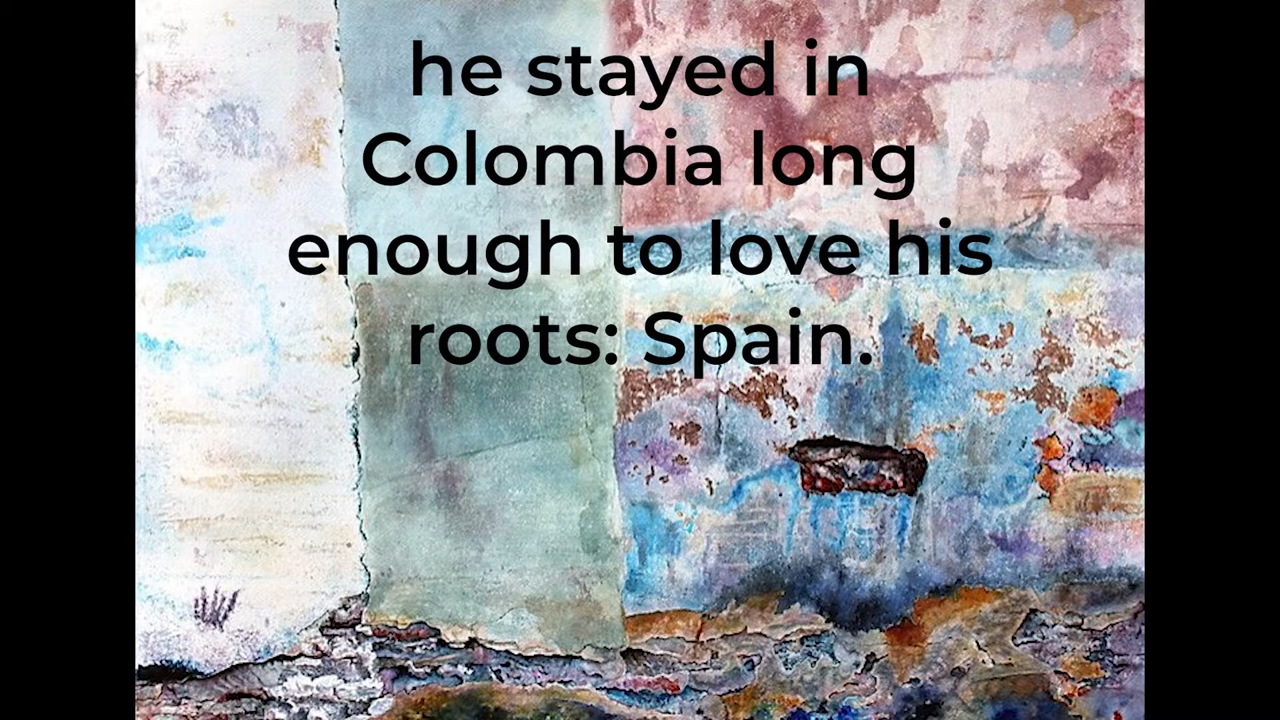 he stayed in
Colombia long
enough to love his
roots: Spain.